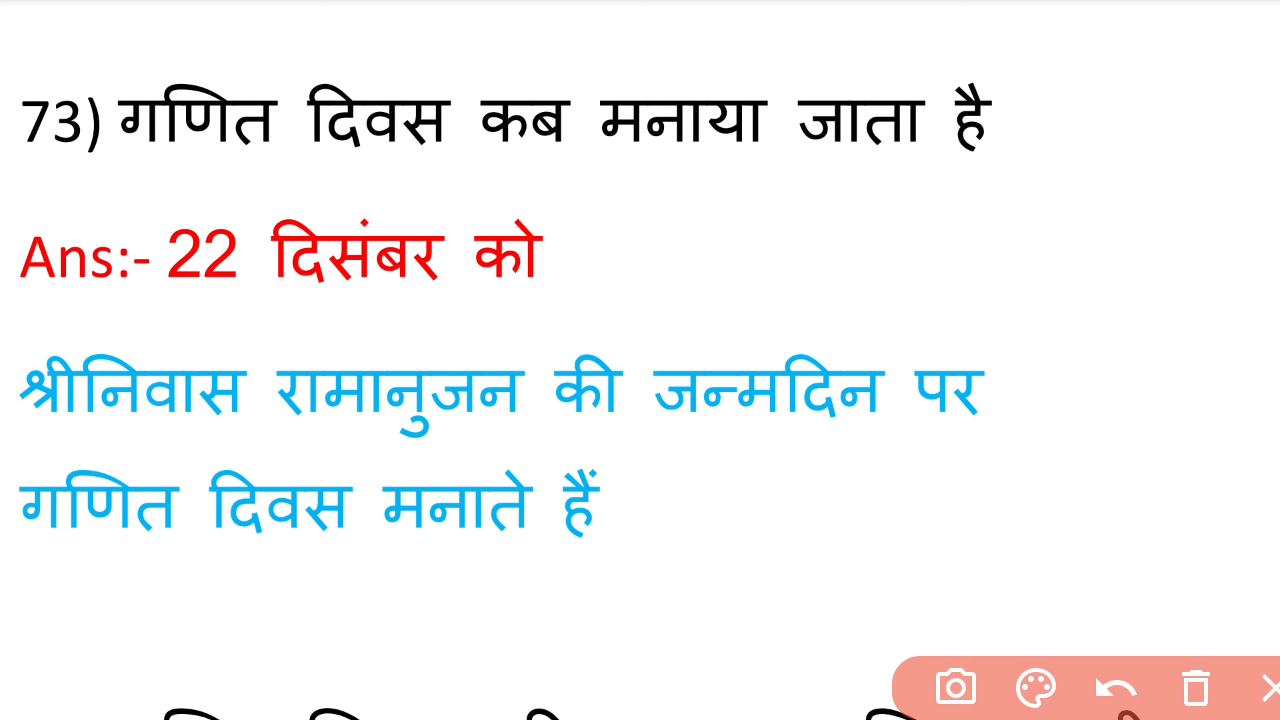 73) गणित दिवस कब मनाया जाता है
Ans:- 22 दिसंबर को
श्रीनिवास रामानुजन की जन्मदिन पर
गणित दिवस मनाते हैं